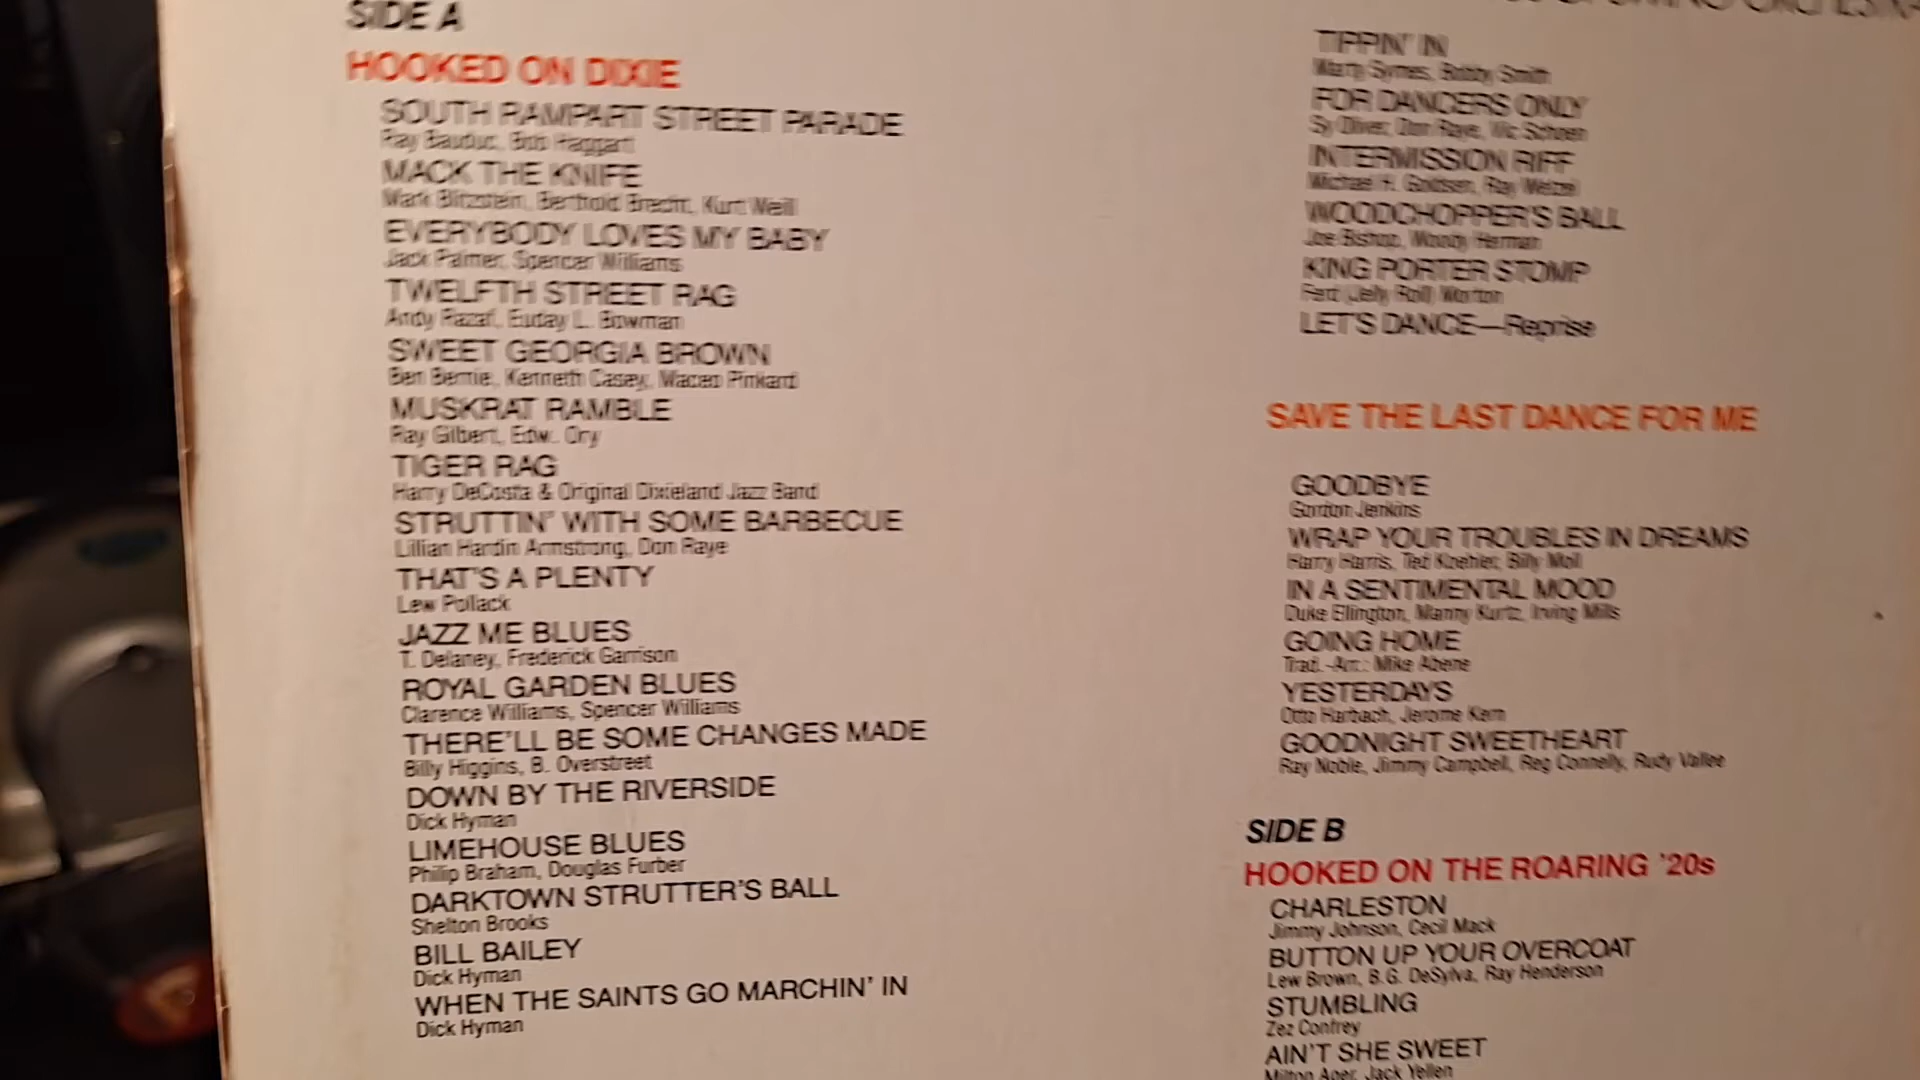 SIDE A
HOOKED ON DIXIE
SOUTH RAMPART STREET PARADE
Ray Bauduc, Bob Haggart
MACK THE KNIFE
Mark Blitzstein, Berthold Brecht, Kurt Weill
EVERYBODY LOVES MY BABY
Jack Palmer, Spencer Williams
TWELFTH STREET RAG
Andy Razaf, Euday L. Bowman
SWEET GEORGIA BROWN
Ben Bernie, Kenneth Casey, Maceo Pinkard
MUSKRAT RAMBLE
Ray Gilbert, Edw. Ory
TIGER RAG
Harry DeCosta & Original Dixieland Jazz Band
STRUTTIN' WITH SOME BARBECUE
Lillian Hardin Armstrong, Don Raye
THAT'S A PLENTY
Lew Pollack
JAZZ ME BLUES
T. Delaney, Frederick Garrison
ROYAL GARDEN BLUES
Clarence Williams, Spencer Williams
THERE'LL BE SOME CHANGES MADE
Billy Higgins, B. Overstreet
DOWN BY THE RIVERSIDE
Dick Hyman
LIMEHOUSE BLUES
Philip Braham, Douglas Furber
DARKTOWN STRUTTER'S BALL
Shelton Brooks
BILL BAILEY
Dick Hyman
WHEN THE SAINTS GO MARCHIN' IN
Dick Hyman
TIPPIN' IN
Marty Symes, Bobby Smith
FOR DANCERS ONLY
Sy Oliver, Don Raye, Vic Schoen
INTERMISSION RIFF
Michael H. Goldsen, Ray Wetzel
WOODCHOPPER'S BALL
Joe Bishop, Woody Herman
KING PORTER STOMP
Ferd (Jelly Roll) Morton
LET'S DANCE—Reprise
SAVE THE LAST DANCE FOR ME
GOODBYE
Gordon Jenkins
WRAP YOUR TROUBLES IN DREAMS
Harry Harris, Ted Koehler, Billy Moll
IN A SENTIMENTAL MOOD
Duke Ellington, Manny Kurtz, Irving Mills
GOING HOME
Trad.-Arr.: Mike Abene
YESTERDAYS
Otto Harbach, Jerome Kern
GOODNIGHT SWEETHEART
Ray Noble, Jimmy Campbell, Reg Connelly, Rudy Vallee
SIDE B
HOOKED ON THE ROARING '20s
CHARLESTON
Jimmy Johnson, Cecil Mack
BUTTON UP YOUR OVERCOAT
Lew Brown, B.G. DeSylva, Ray Henderson
STUMBLING
Zez Confrey
AIN'T SHE SWEET
Milton Ager, Jack Yellen